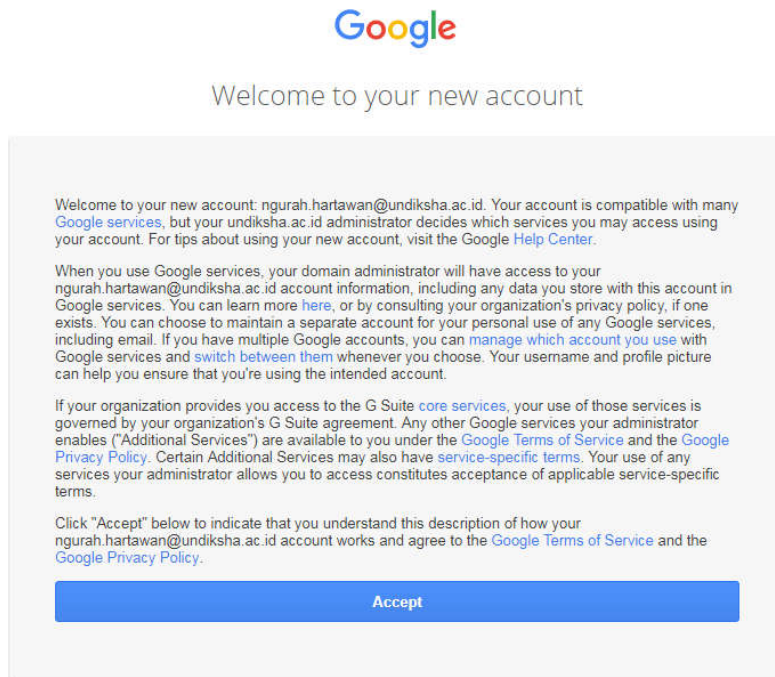 Google
Welcome to your new account
Welcome to your new account: ngurah.hartawan@undiksha.ac.id. Your account is compatible with many
Google services, but your undiksha.ac.id administrator decides which services you may access using
your account. For tips about using your new account, visit the Google Help Center.
When you use Google services, your domain administrator will have access to your
ngurah.hartawan@undiksha.ac.id account information, including any data you store with this account in
Google services. You can learn more here, or by consulting your organization's privacy policy, if one
exists. You can choose to maintain a separate account for your personal use of any Google services,
including email. If you have multiple Google accounts, you can manage which account you use with
Google services and switch between them whenever you choose. Your username and profile picture
can help you ensure that you're using the intended account.
If your organization provides you access to the G Suite core services, your use of those services is
governed by your organization's G Suite agreement. Any other Google services your administrator
enables ("Additional Services") are available to you under the Google Terms of Service and the Google
Privacy Policy. Certain Additional Services may also have service-specific terms. Your use of any
services your administrator allows you to access constitutes acceptance of applicable service-specific
terms.
Click "Accept" below to indicate that you understand this description of how your
ngurah.hartawan@undiksha.ac.id account works and agree to the Google Terms of Service and the
Google Privacy Policy.
Accept